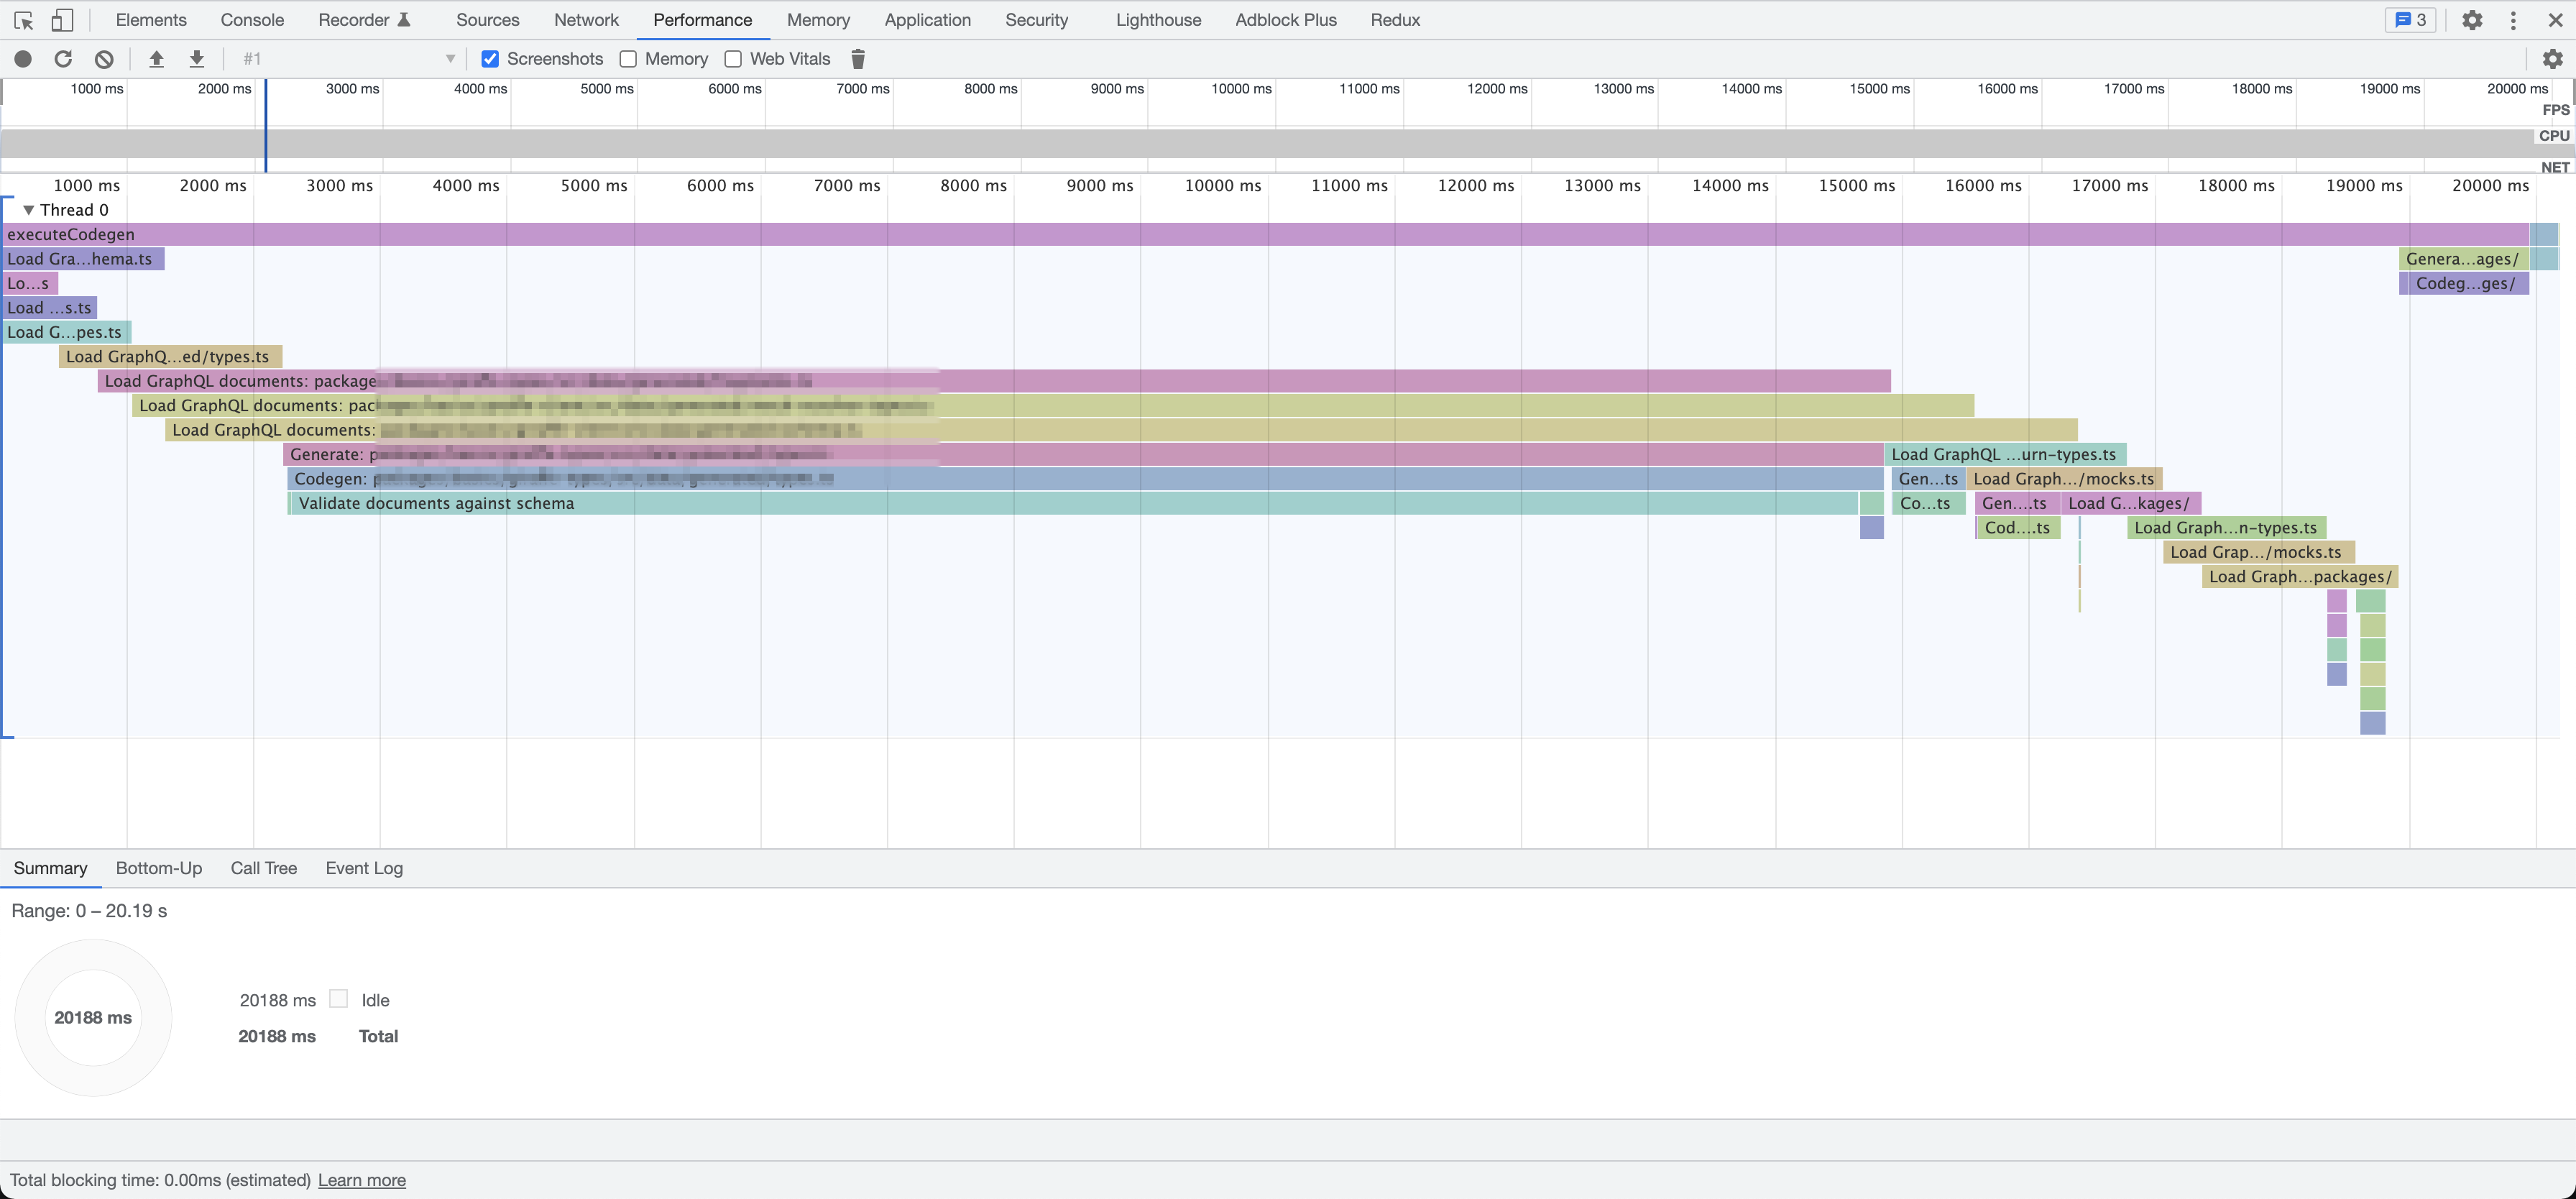 Elements Console Recorder Sources Network Performance Memory Application Security Lighthouse Adblock Plus Redux 3
#1 Screenshots Memory Web Vitals
1000 ms 2000 ms 3000 ms 4000 ms 5000 ms 6000 ms 7000 ms 8000 ms 9000 ms 10000 ms 11000 ms 12000 ms 13000 ms 14000 ms 15000 ms 16000 ms 17000 ms 18000 ms 19000 ms 20000 ms
FPS
CPU
NET
1000 ms 2000 ms 3000 ms 4000 ms 5000 ms 6000 ms 7000 ms 8000 ms 9000 ms 10000 ms 11000 ms 12000 ms 13000 ms 14000 ms 15000 ms 16000 ms 17000 ms 18000 ms 19000 ms 20000 ms
Thread 0
executeCodegen
Load Gra...hema.ts Genera...ages/
Lo...s Codeg...ges/
Load ...s.ts
Load G...pes.ts
Load GraphQ...ed/types.ts
Load GraphQL documents: package
Load GraphQL documents: pac
Load GraphQL documents:
Generate: p Load GraphQL ...urn-types.ts
Codegen: Gen...ts Load Graph.../mocks.ts
Validate documents against schema Co...ts Gen....ts Load G...kages/
Cod....ts Load Graph...n-types.ts
Load Grap.../mocks.ts
Load Graph...packages/
Summary Bottom-Up Call Tree Event Log
Range: 0 – 20.19 s
20188 ms
20188 ms Idle
20188 ms Total
Total blocking time: 0.00ms (estimated) Learn more